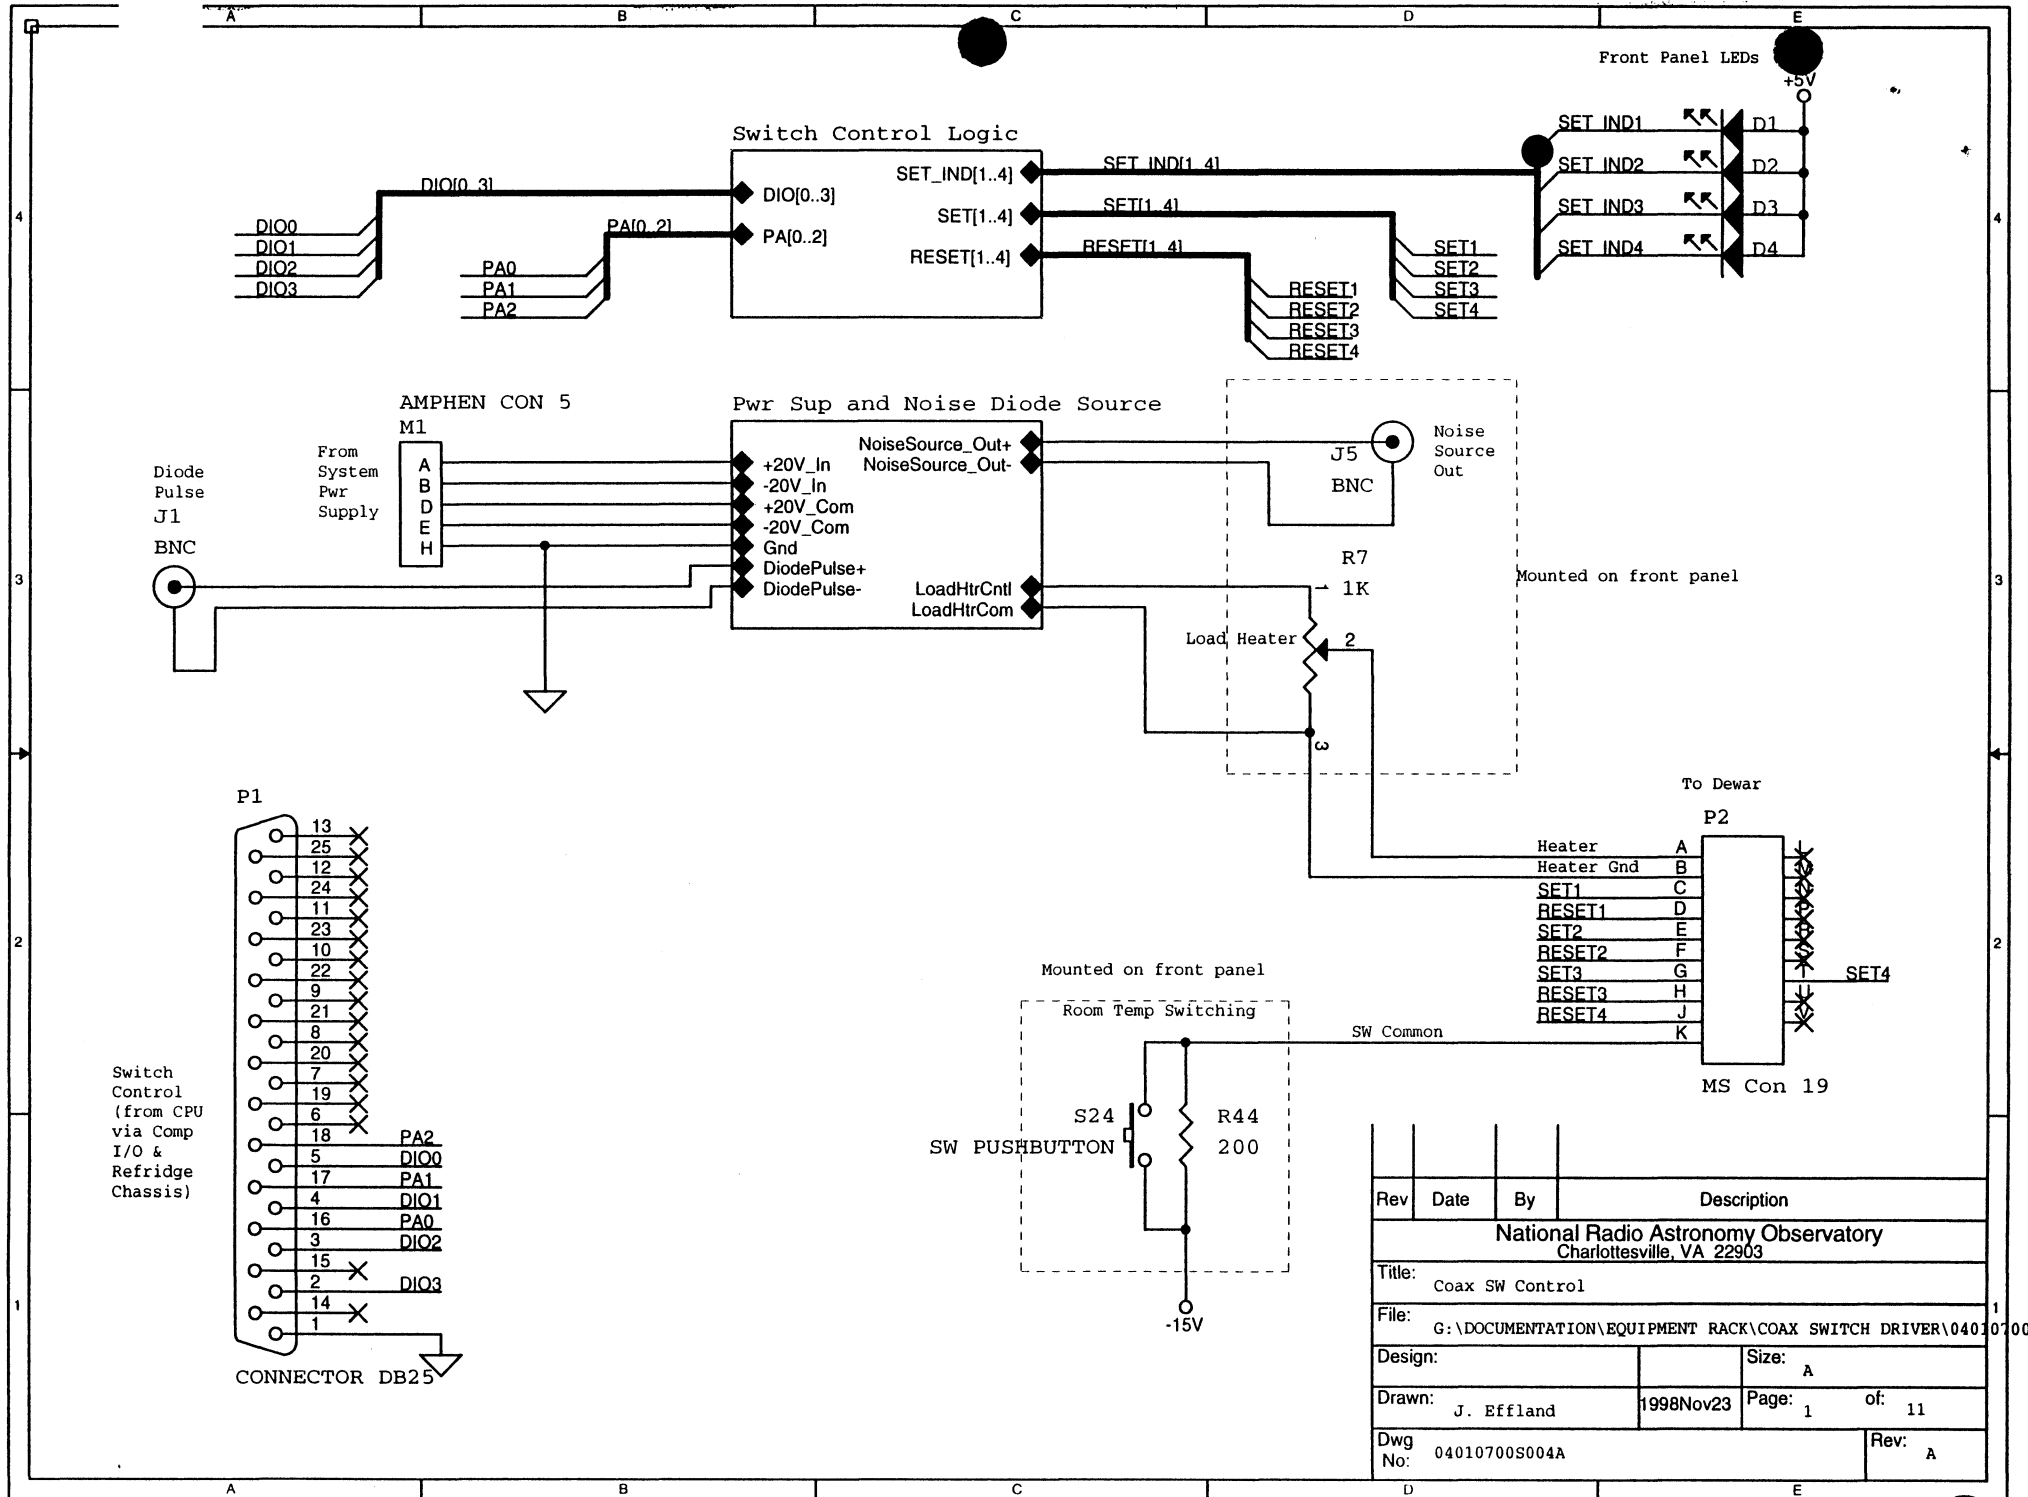 A B C D E
Front Panel LEDs
+5V
Switch Control Logic
SET_IND[1..4]
SET[1..4]
RESET[1..4]
DIO[0..3]
PA[0..2]
DIO[0..3]
DIO0
DIO1
DIO2
DIO3
PA[0..2]
PA0
PA1
PA2
SET_IND[1..4]
SET[1..4]
RESET[1..4]
RESET1
RESET2
RESET3
RESET4
SET1
SET2
SET3
SET4
SET_IND1 D1
SET_IND2 D2
SET_IND3 D3
SET_IND4 D4
4 4
AMPHEN CON 5
M1
From
System
Pwr
Supply
A
B
D
E
H
Diode
Pulse
J1
BNC
Pwr Sup and Noise Diode Source
NoiseSource_Out+
NoiseSource_Out-
+20V_In
-20V_In
+20V_Com
-20V_Com
Gnd
DiodePulse+
DiodePulse-
LoadHtrCntl
LoadHtrCom
J5
BNC
Noise
Source
Out
R7
1K
1
2
3
Load Heater
Mounted on front panel
3 3
P1
13
25
12
24
11
23
10
22
9
21
8
20
7
19
6
18 PA2
5 DIO0
17 PA1
4 DIO1
16 PA0
3 DIO2
15
2 DIO3
14
1
CONNECTOR DB25
Switch
Control
(from CPU
via Comp
I/O &
Refridge
Chassis)
2 2
To Dewar
P2
Heater A
Heater Gnd B
SET1 C
RESET1 D
SET2 E
RESET2 F
SET3 G
RESET3 H
RESET4 J
SW Common K
SET4
MS Con 19
Mounted on front panel
Room Temp Switching
S24
SW PUSHBUTTON
R44
200
-15V
1 1
Rev Date By Description
National Radio Astronomy Observatory
Charlottesville, VA 22903
Title:
Coax SW Control
File:
G:\DOCUMENTATION\EQUIPMENT RACK\COAX SWITCH DRIVER\04010700
Design: Size:
A
Drawn: J. Effland 1998Nov23 Page: 1 of: 11
Dwg No: 04010700S004A Rev: A
A B C D E